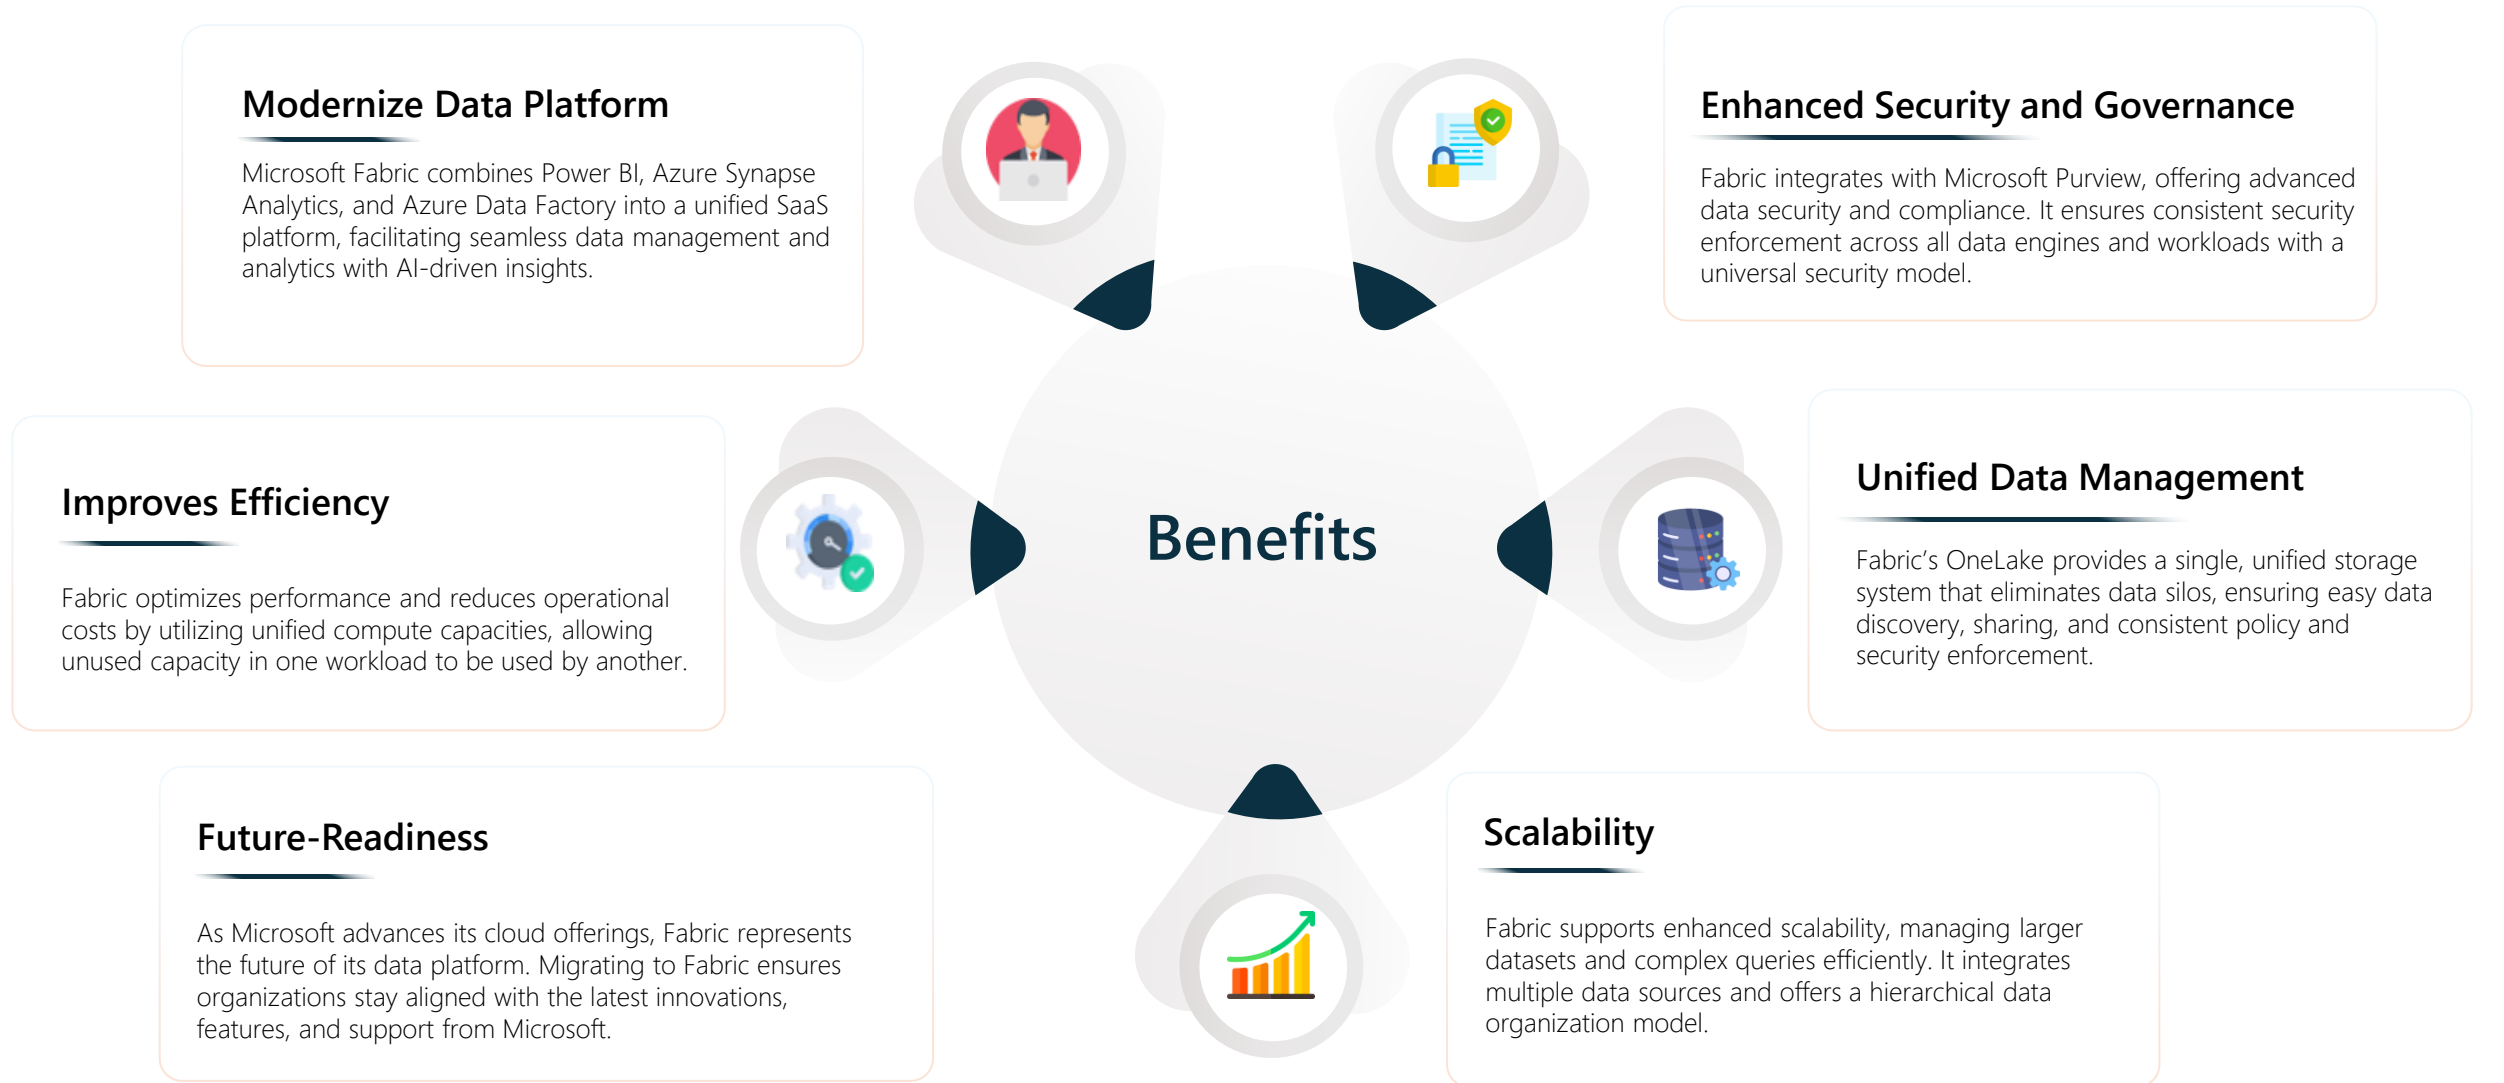 Modernize Data Platform
Microsoft Fabric combines Power BI, Azure Synapse
Analytics, and Azure Data Factory into a unified SaaS
platform, facilitating seamless data management and
analytics with AI-driven insights.
Enhanced Security and Governance
Fabric integrates with Microsoft Purview, offering advanced
data security and compliance. It ensures consistent security
enforcement across all data engines and workloads with a
universal security model.
Improves Efficiency
Fabric optimizes performance and reduces operational
costs by utilizing unified compute capacities, allowing
unused capacity in one workload to be used by another.
Benefits
Unified Data Management
Fabric’s OneLake provides a single, unified storage
system that eliminates data silos, ensuring easy data
discovery, sharing, and consistent policy and
security enforcement.
Future-Readiness
As Microsoft advances its cloud offerings, Fabric represents
the future of its data platform. Migrating to Fabric ensures
organizations stay aligned with the latest innovations,
features, and support from Microsoft.
Scalability
Fabric supports enhanced scalability, managing larger
datasets and complex queries efficiently. It integrates
multiple data sources and offers a hierarchical data
organization model.